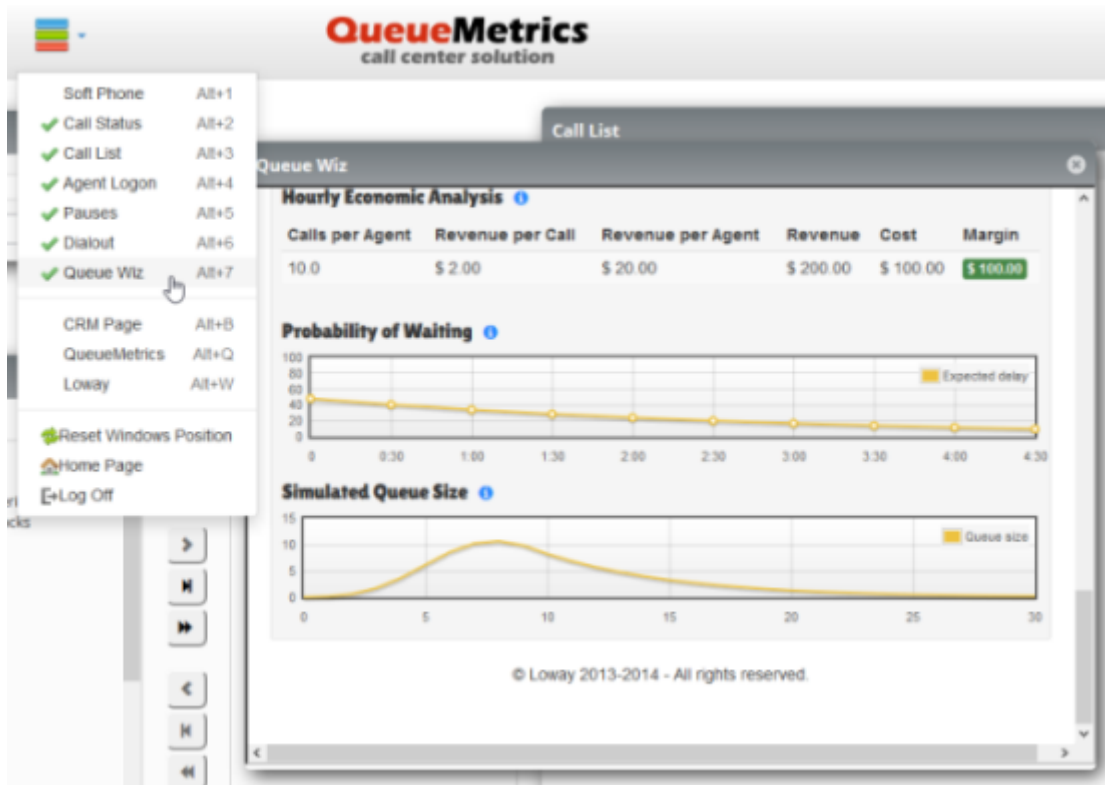 QueueMetrics
call center solution
Soft Phone Alt+1
Call Status Alt+2
Call List Alt+3
Agent Logon Alt+4
Pauses Alt+5
Dialout Alt+6
Queue Wiz Alt+7
CRM Page Alt+B
QueueMetrics Alt+Q
Loway Alt+W
Reset Windows Position
Home Page
Log Off
cks
Call List
Queue Wiz
Hourly Economic Analysis
Calls per Agent Revenue per Call Revenue per Agent Revenue Cost Margin
10.0 $ 2.00 $ 20.00 $ 200.00 $ 100.00 $ 100.00
Probability of Waiting
100
80
60
40
20
0
Expected delay
0 0:30 1:00 1:30 2:00 2:30 3:00 3:30 4:00 4:30
Simulated Queue Size
15
10
5
0
Queue size
0 5 10 15 20 25 30
© Loway 2013-2014 - All rights reserved.